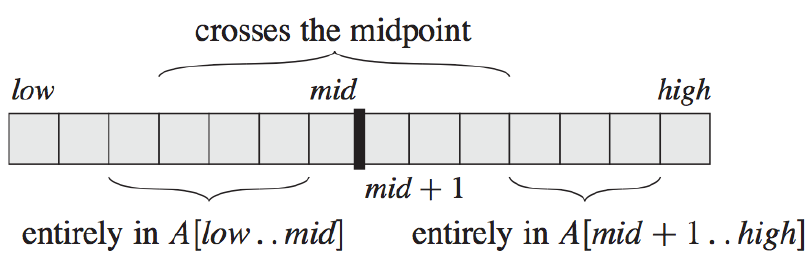 crosses the midpoint
low mid high
mid + 1
entirely in A[low . . mid] entirely in A[mid + 1 . . high]